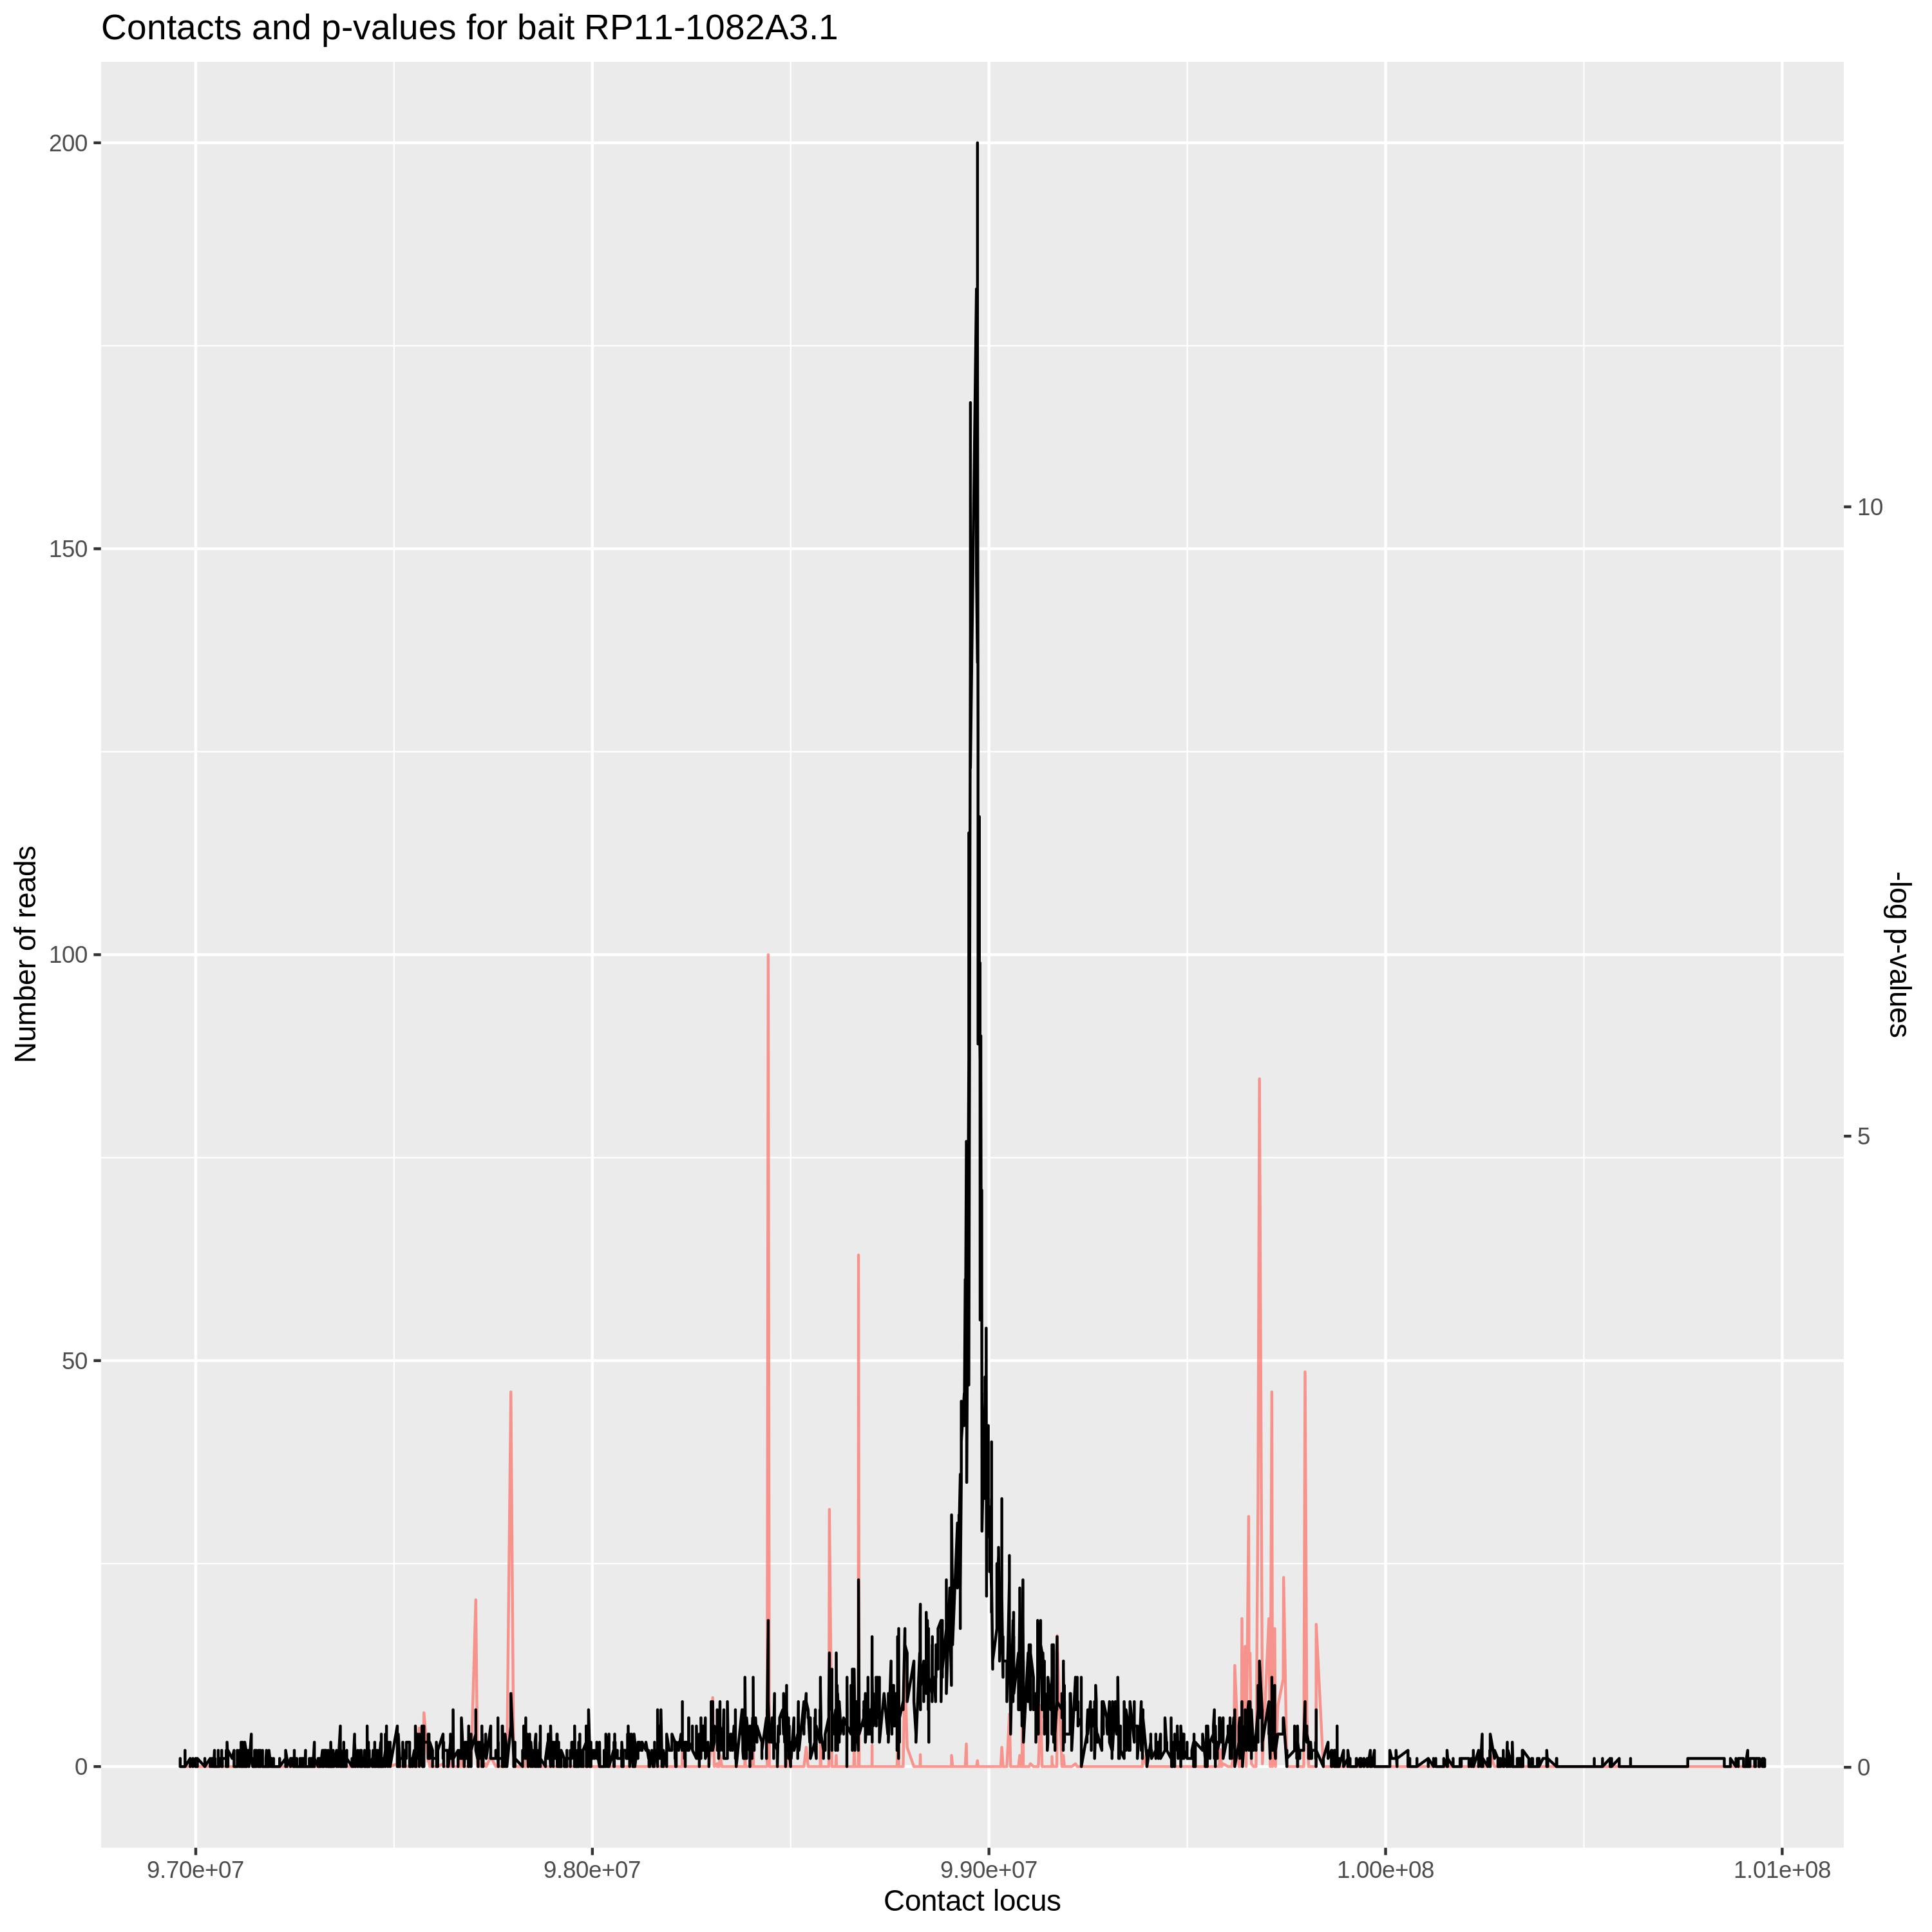 Contacts and p-values for bait RP11-1082A3.1
200
150
100
50
0
Number of reads
10
5
0
-log p-values
9.70e+07 9.80e+07 9.90e+07 1.00e+08 1.01e+08
Contact locus